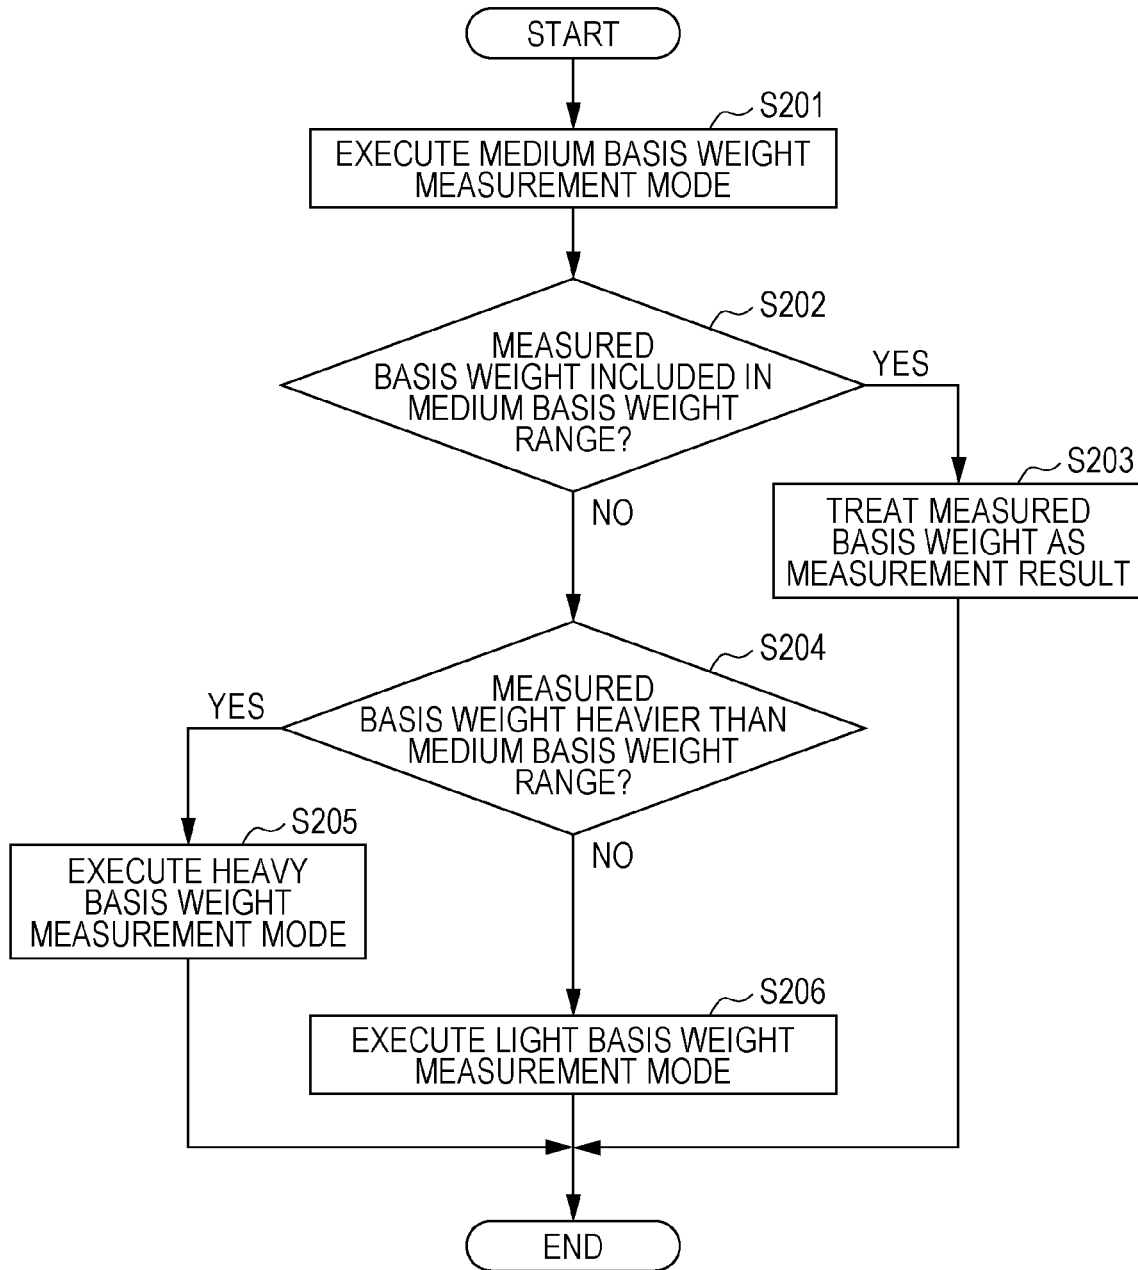 START
S201
EXECUTE MEDIUM BASIS WEIGHT
MEASUREMENT MODE
S202
MEASURED
BASIS WEIGHT INCLUDED IN
MEDIUM BASIS WEIGHT
RANGE?
YES
NO
S203
TREAT MEASURED
BASIS WEIGHT AS
MEASUREMENT RESULT
S204
MEASURED
BASIS WEIGHT HEAVIER THAN
MEDIUM BASIS WEIGHT
RANGE?
YES
NO
S205
EXECUTE HEAVY
BASIS WEIGHT
MEASUREMENT MODE
S206
EXECUTE LIGHT BASIS WEIGHT
MEASUREMENT MODE
END